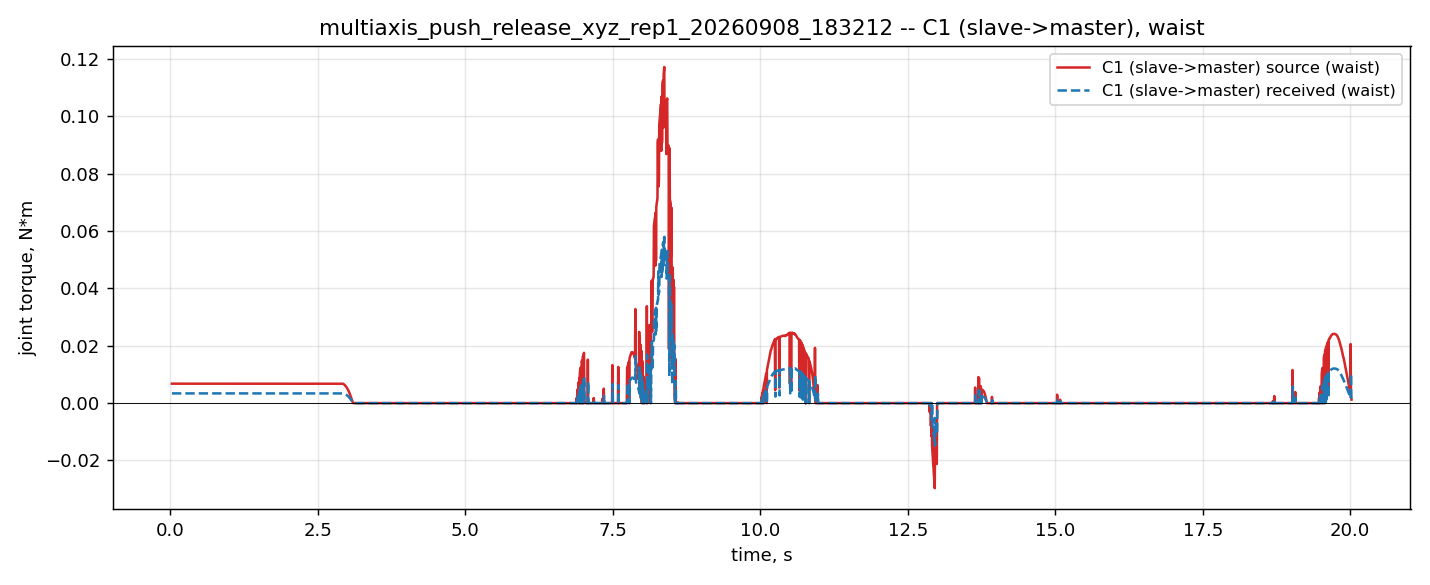 multiaxis_push_release_xyz_rep1_20260908_183212 -- C1 (slave->master), waist
C1 (slave->master) source (waist)
C1 (slave->master) received (waist)
joint torque, N*m
0.12
0.10
0.08
0.06
0.04
0.02
0.00
−0.02
0.0 2.5 5.0 7.5 10.0 12.5 15.0 17.5 20.0
time, s